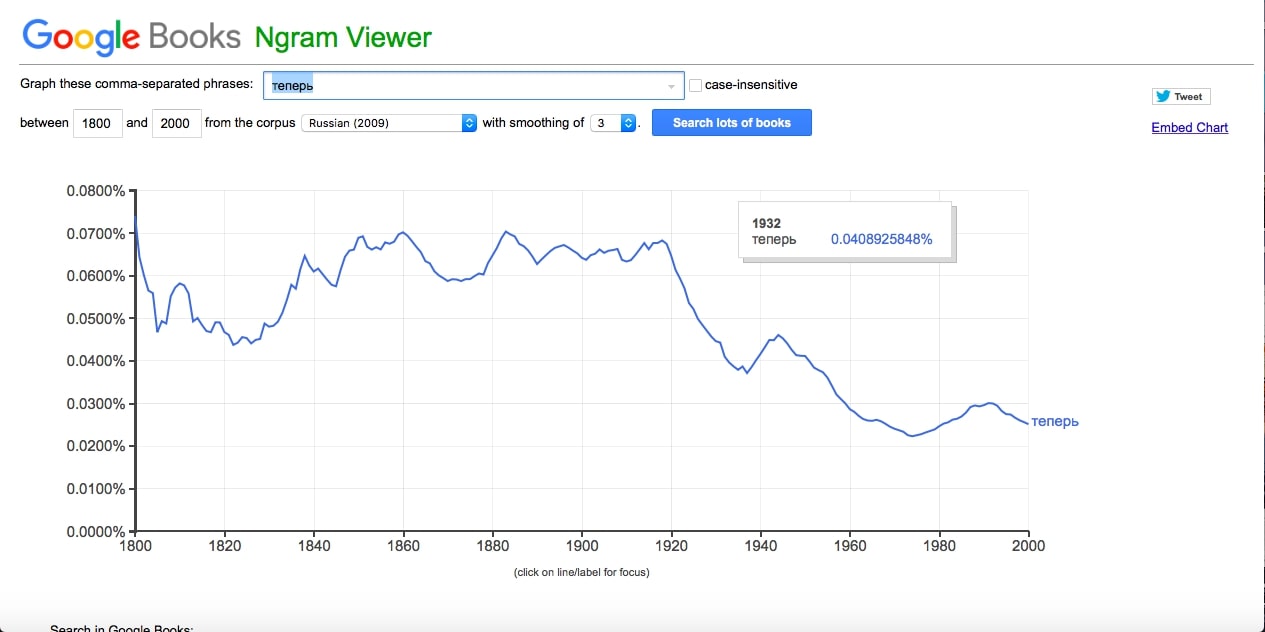 Google Books Ngram Viewer
Graph these comma-separated phrases: теперь case-insensitive
Tweet
between 1800 and 2000 from the corpus Russian (2009) with smoothing of 3 . Search lots of books
Embed Chart
0.0800%
0.0700%
0.0600%
0.0500%
0.0400%
0.0300%
0.0200%
0.0100%
0.0000%
1932
теперь 0.0408925848%
теперь
1800 1820 1840 1860 1880 1900 1920 1940 1960 1980 2000
(click on line/label for focus)
Search in Google Books: